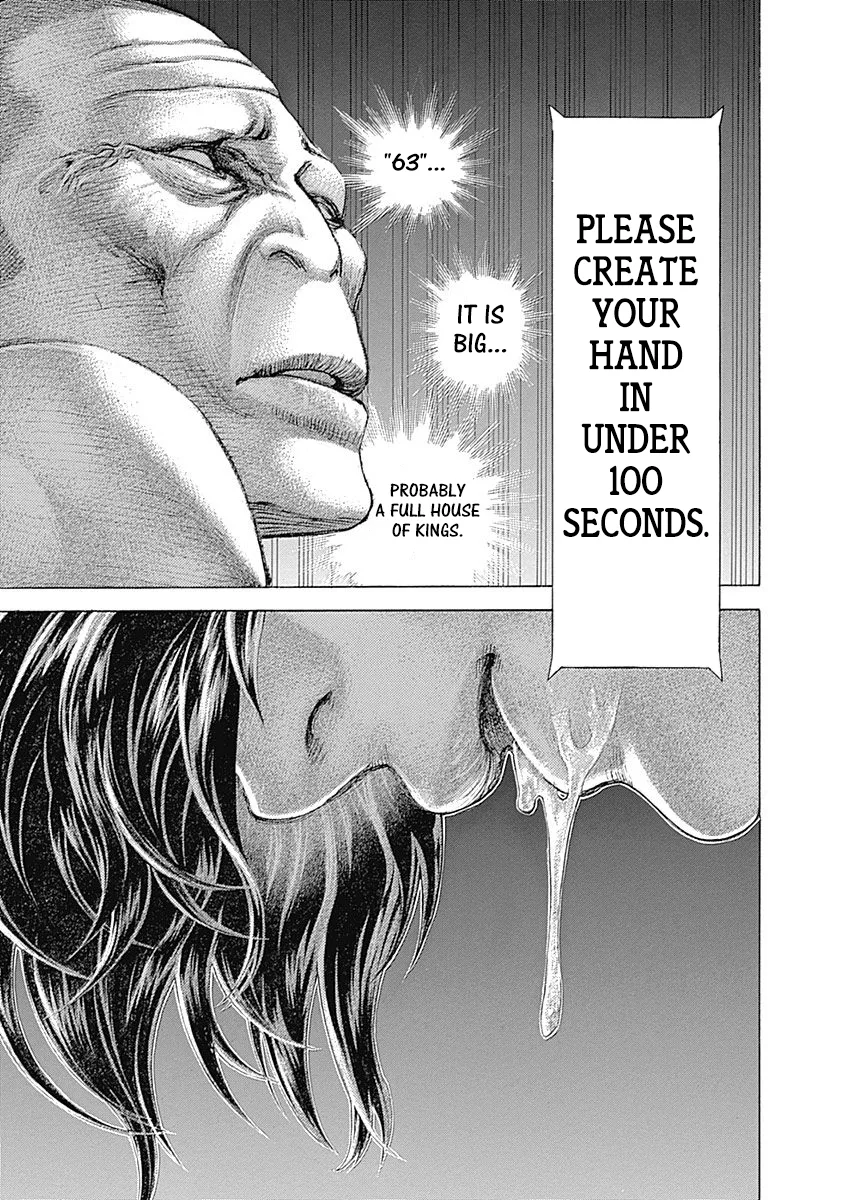 PLEASE
CREATE
YOUR
HAND
IN
UNDER
100
SECONDS.
"63"...
IT IS
BIG...
PROBABLY
A FULL HOUSE
OF KINGS.